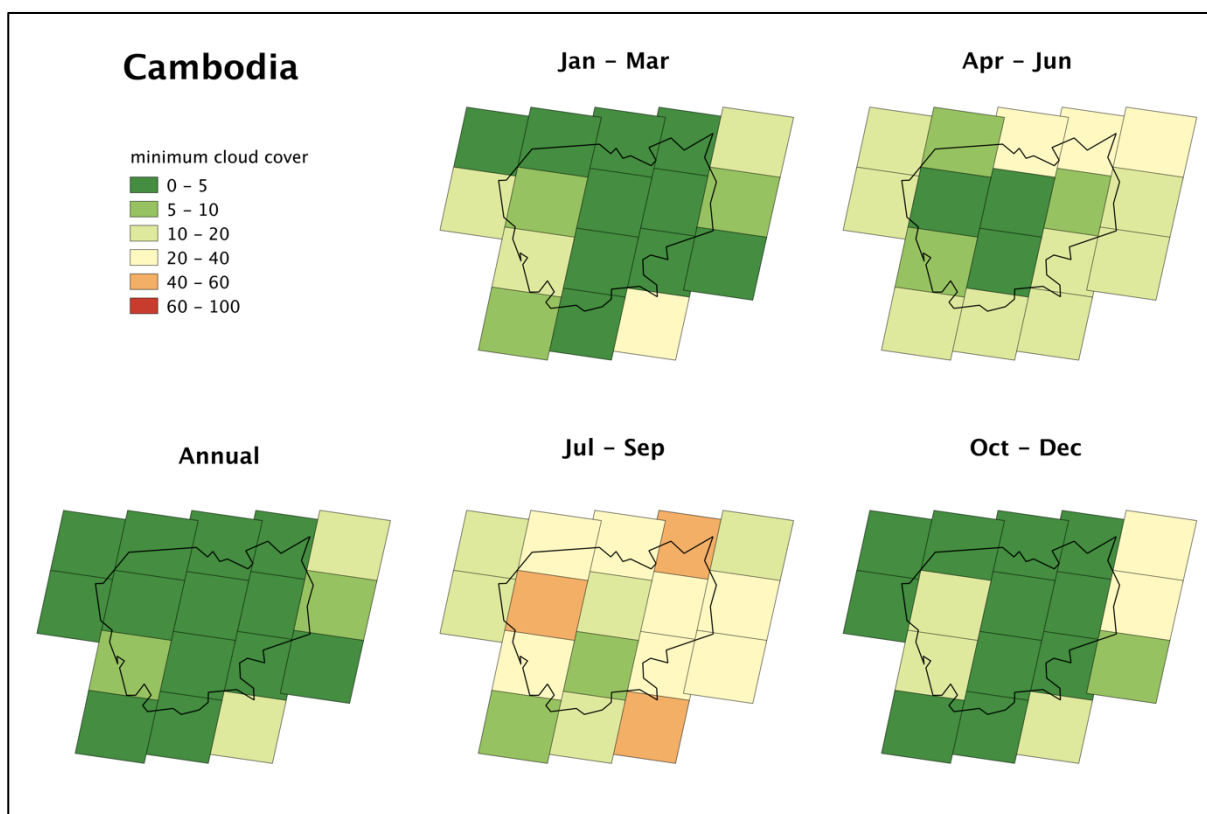 Cambodia
minimum cloud cover
0 – 5
5 – 10
10 – 20
20 – 40
40 – 60
60 – 100
Jan – Mar
Apr – Jun
Annual
Jul – Sep
Oct – Dec